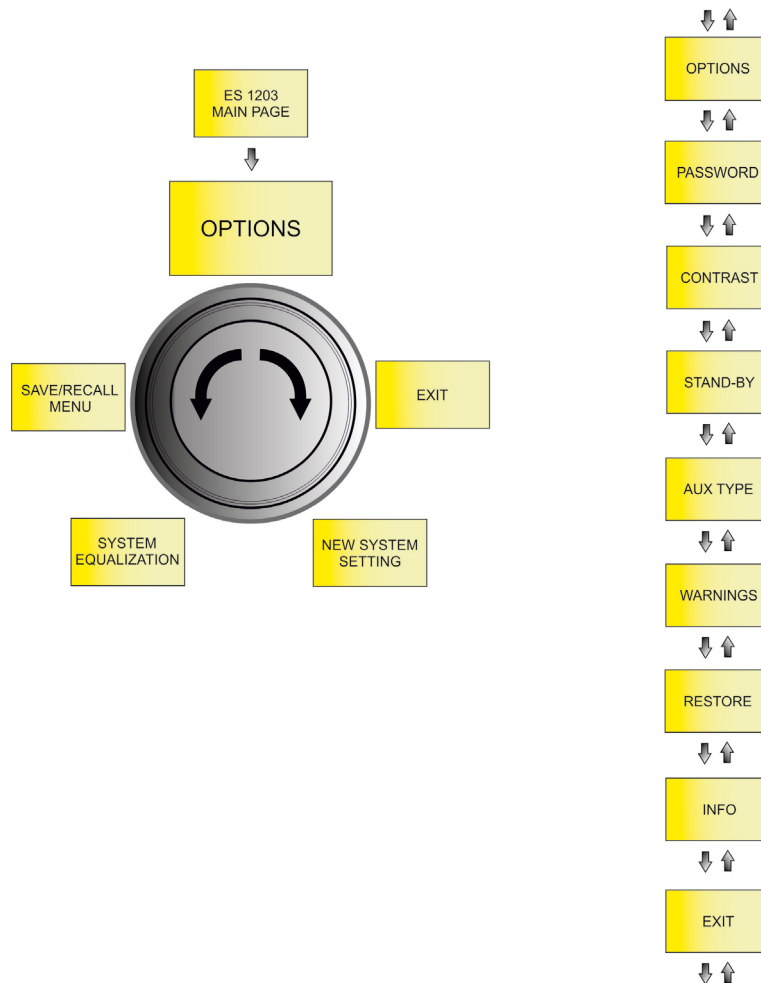 ES 1203
MAIN PAGE
OPTIONS
SAVE/RECALL
MENU
EXIT
SYSTEM
EQUALIZATION
NEW SYSTEM
SETTING
OPTIONS
PASSWORD
CONTRAST
STAND-BY
AUX TYPE
WARNINGS
RESTORE
INFO
EXIT